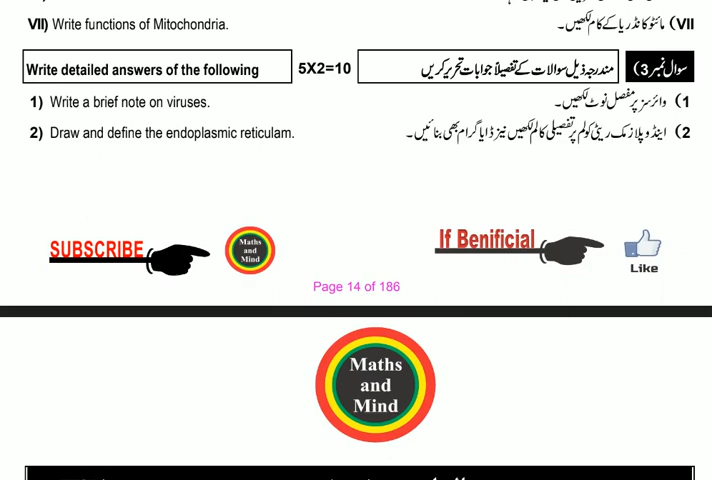 VII) Write functions of Mitochondria. VII) مائٹوکانڈریا کے کام لکھیں۔
Write detailed answers of the following 5X2=10 مندرجہ ذیل سوالات کے تفصیلاً جوابات تحریر کریں سوال نمبر 3)
1) Write a brief note on viruses. 1) وائرسز پر مفصل نوٹ لکھیں۔
2) Draw and define the endoplasmic reticulam. 2) اینڈوپلازمک ریٹی کولم پر تفصیلی کالم لکھیں نیز ڈایاگرام بھی بنائیں۔
SUBSCRIBE
Maths
and
Mind
If Benificial
Like
Page 14 of 186
Maths
and
Mind